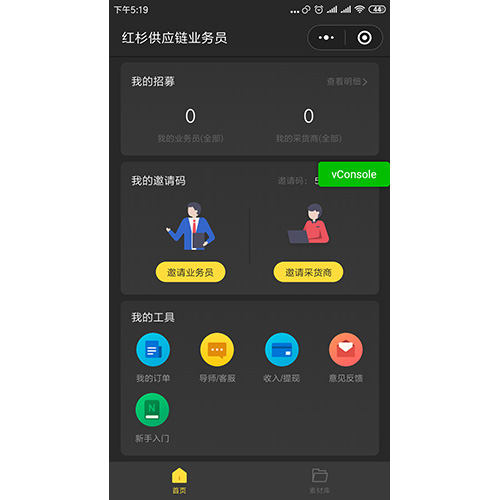 下午5:19
44
红杉供应链业务员
我的招募
查看明细
0
0
我的业务员(全部)
我的采货商(全部)
我的邀请码
邀请码: 5
vConsole
邀请业务员
邀请采货商
我的工具
我的订单
导师/客服
收入/提现
意见反馈
N
新手入门
首页
素材库